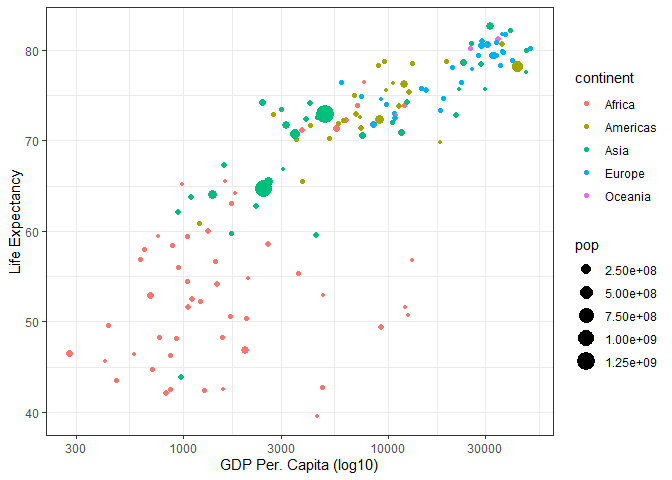 80
70
60
50
40
Life Expectancy
300
1000
3000
10000
30000
GDP Per. Capita (log10)
continent
Africa
Americas
Asia
Europe
Oceania
pop
2.50e+08
5.00e+08
7.50e+08
1.00e+09
1.25e+09